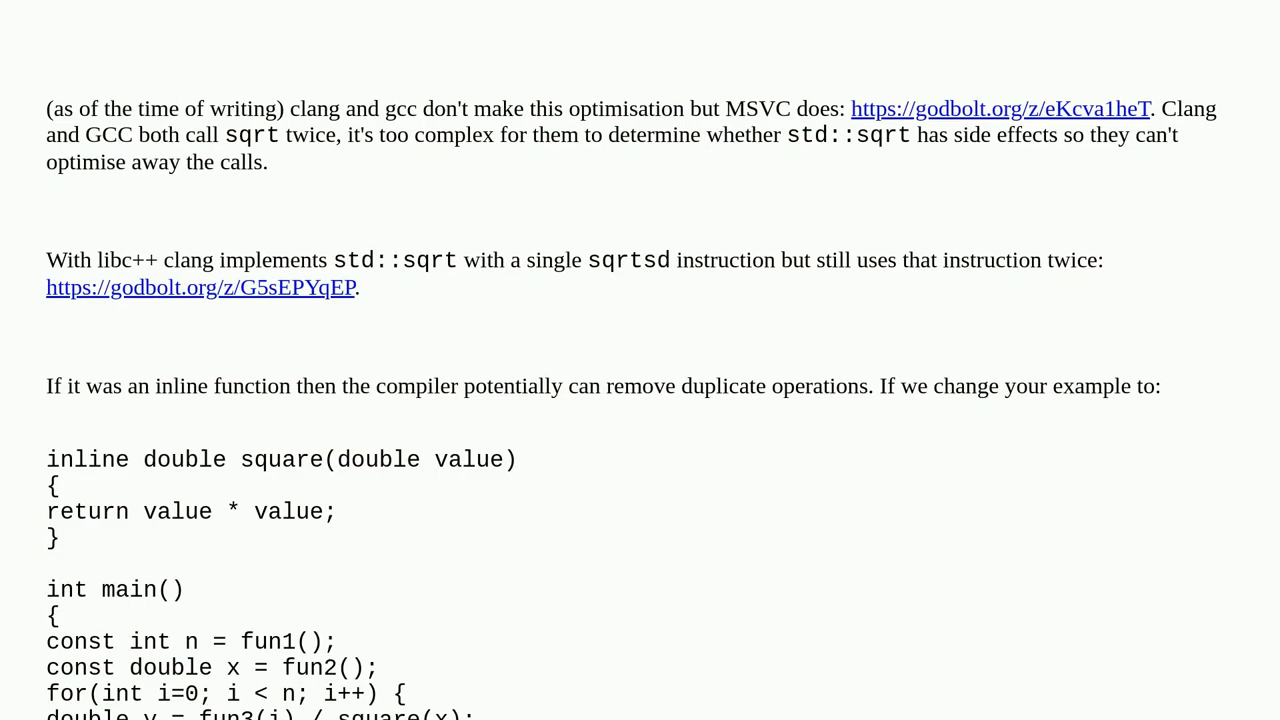 (as of the time of writing) clang and gcc don't make this optimisation but MSVC does: https://godbolt.org/z/eKcva1heT. Clang
and GCC both call sqrt twice, it's too complex for them to determine whether std::sqrt has side effects so they can't
optimise away the calls.
With libc++ clang implements std::sqrt with a single sqrtsd instruction but still uses that instruction twice:
https://godbolt.org/z/G5sEPYqEP.
If it was an inline function then the compiler potentially can remove duplicate operations. If we change your example to:
inline double square(double value)
{
return value * value;
}
int main()
{
const int n = fun1();
const double x = fun2();
for(int i=0; i < n; i++) {
double y = fun3(i) / square(x);